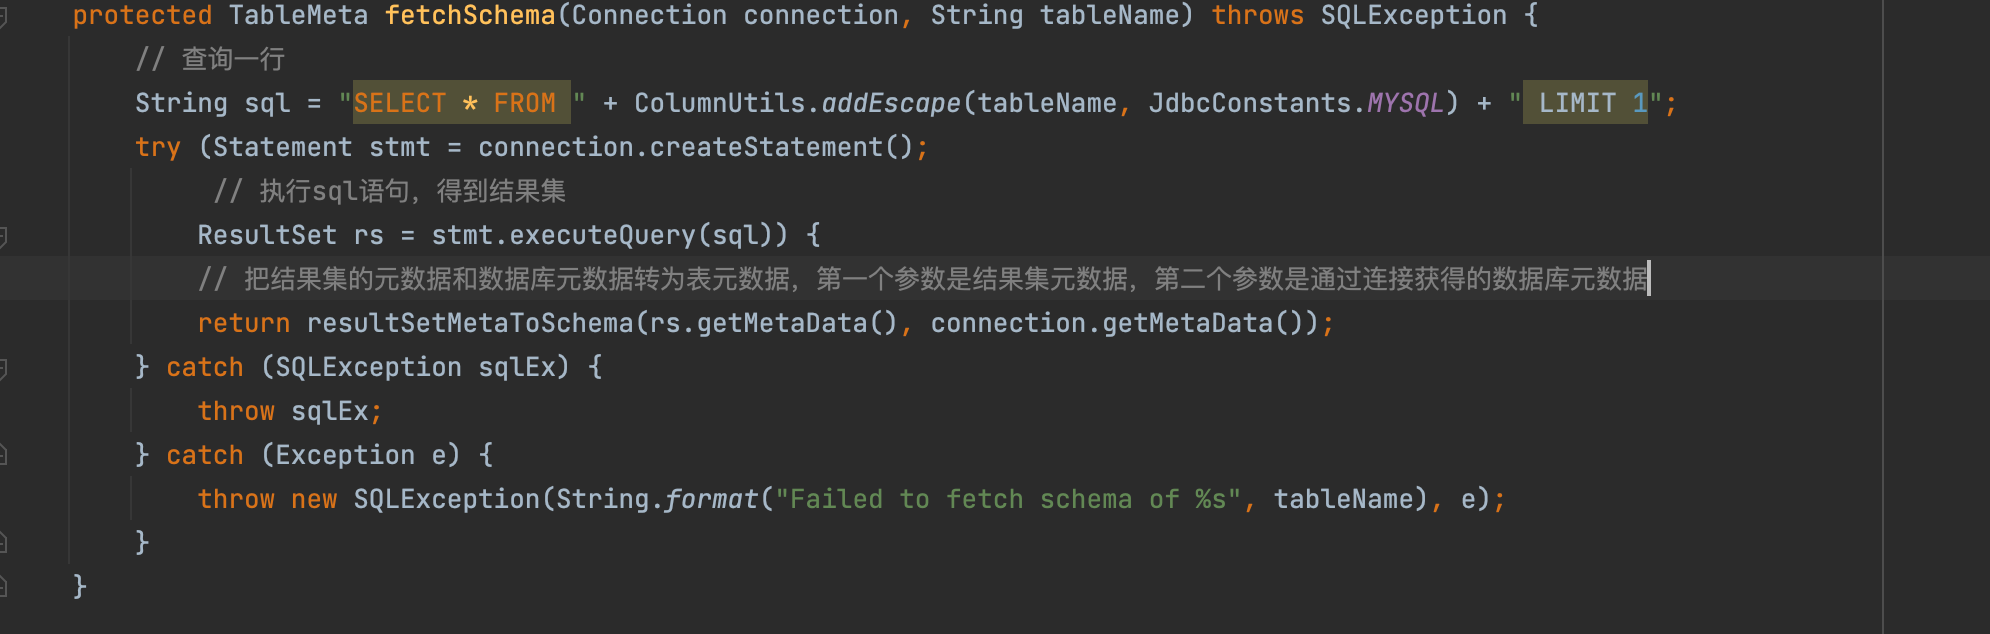 protected TableMeta fetchSchema(Connection connection, String tableName) throws SQLException {
// 查询一行
String sql = "SELECT * FROM " + ColumnUtils.addEscape(tableName, JdbcConstants.MYSQL) + " LIMIT 1";
try (Statement stmt = connection.createStatement();
// 执行sql语句，得到结果集
ResultSet rs = stmt.executeQuery(sql)) {
// 把结果集的元数据和数据库元数据转为表元数据，第一个参数是结果集元数据，第二个参数是通过连接获得的数据库元数据
return resultSetMetaToSchema(rs.getMetaData(), connection.getMetaData());
} catch (SQLException sqlEx) {
throw sqlEx;
} catch (Exception e) {
throw new SQLException(String.format("Failed to fetch schema of %s", tableName), e);
}
}